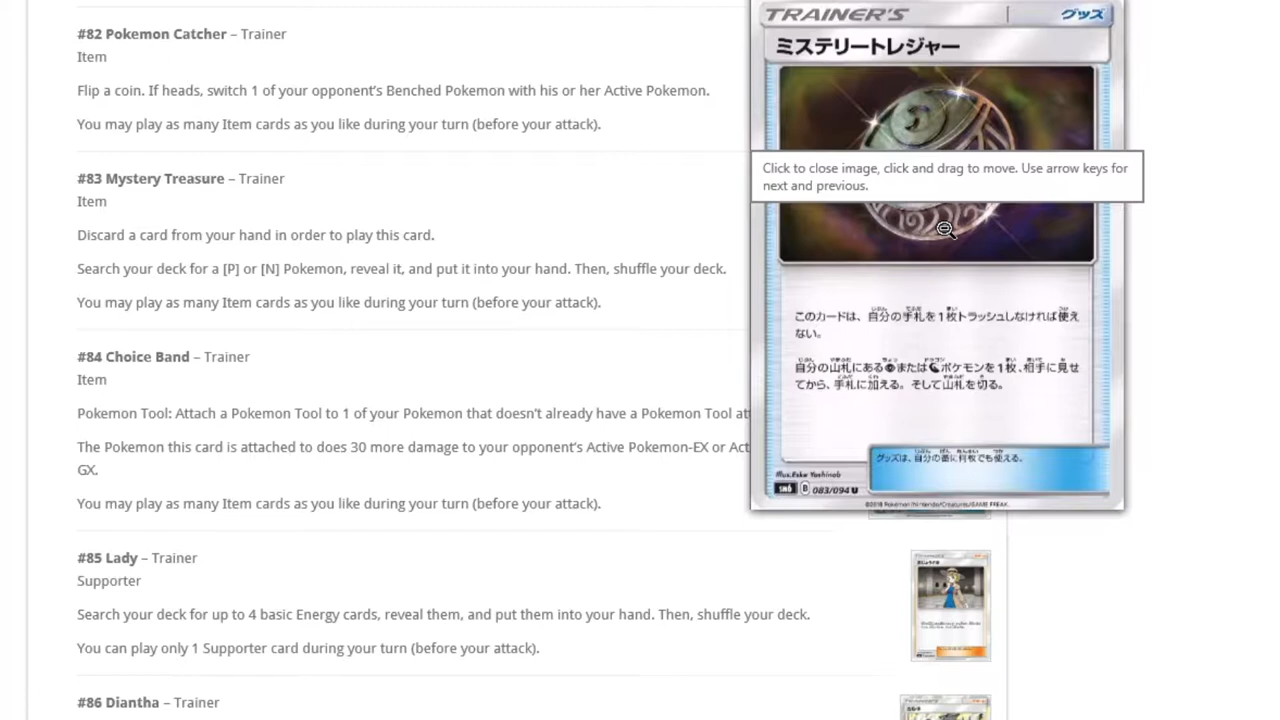 #82 Pokemon Catcher – Trainer
Item
Flip a coin. If heads, switch 1 of your opponent's Benched Pokemon with his or her Active Pokemon.
You may play as many Item cards as you like during your turn (before your attack).
#83 Mystery Treasure – Trainer
Item
Discard a card from your hand in order to play this card.
Search your deck for a [P] or [N] Pokemon, reveal it, and put it into your hand. Then, shuffle your deck.
You may play as many Item cards as you like during your turn (before your attack).
#84 Choice Band – Trainer
Item
Pokemon Tool: Attach a Pokemon Tool to 1 of your Pokemon that doesn't already have a Pokemon Tool
The Pokemon this card is attached to does 30 more damage to your opponent's Active Pokemon-EX or
GX.
You may play as many Item cards as you like during your turn (before your attack).
#85 Lady – Trainer
Supporter
Search your deck for up to 4 basic Energy cards, reveal them, and put them into your hand. Then, shuffle your deck.
You can play only 1 Supporter card during your turn (before your attack).
#86 Diantha – Trainer
TRAINER'S グッズ
ミステリートレジャー
Click to close image, click and drag to move. Use arrow keys for
next and previous.
このカードは、自分の手札を1枚トラッシュしなければ使え
ない。
自分の山札にあるまたはポケモンを1枚、相手に見せ
てから、手札に加える。そして山札を切る。
グッズは、自分の番に何枚でも使える。
Illus. Eske Yoshinob
SM6 B 083/094 U
©2018 Pokémon/Nintendo/Creatures/GAME FREAK.